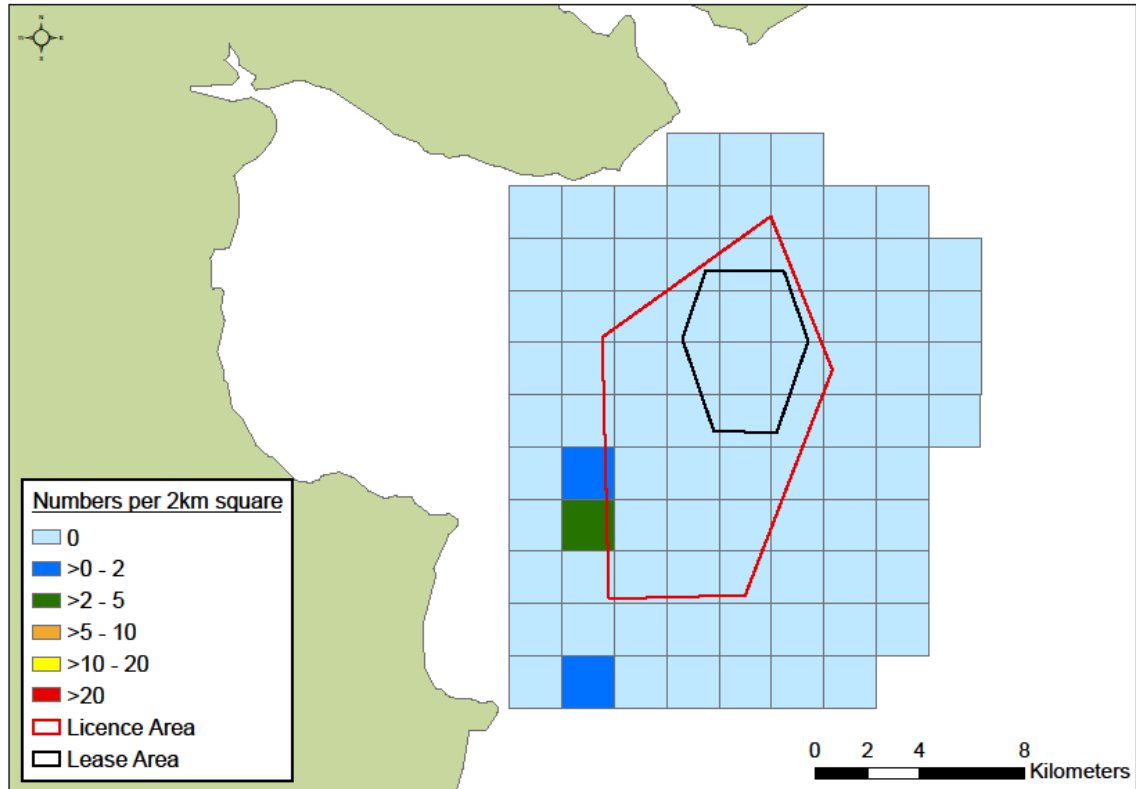 N
W E
S
Numbers per 2km square
0
>0 - 2
>2 - 5
>5 - 10
>10 - 20
>20
Licence Area
Lease Area
0 2 4 8
Kilometers